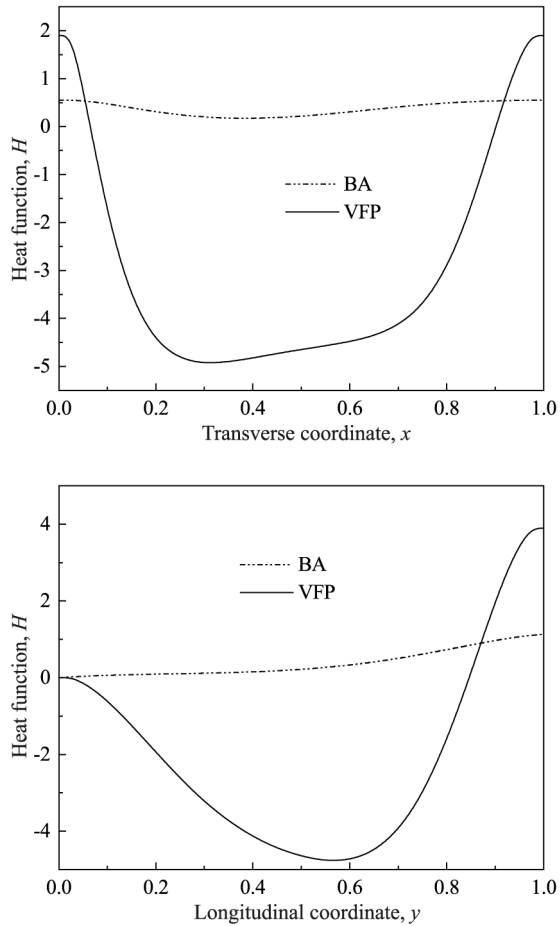 2
1
0
-1
-2
-3
-4
-5
Heat function, H
BA
VFP
0.0 0.2 0.4 0.6 0.8 1.0
Transverse coordinate, x
4
2
0
-2
-4
Heat function, H
BA
VFP
0.0 0.2 0.4 0.6 0.8 1.0
Longitudinal coordinate, y